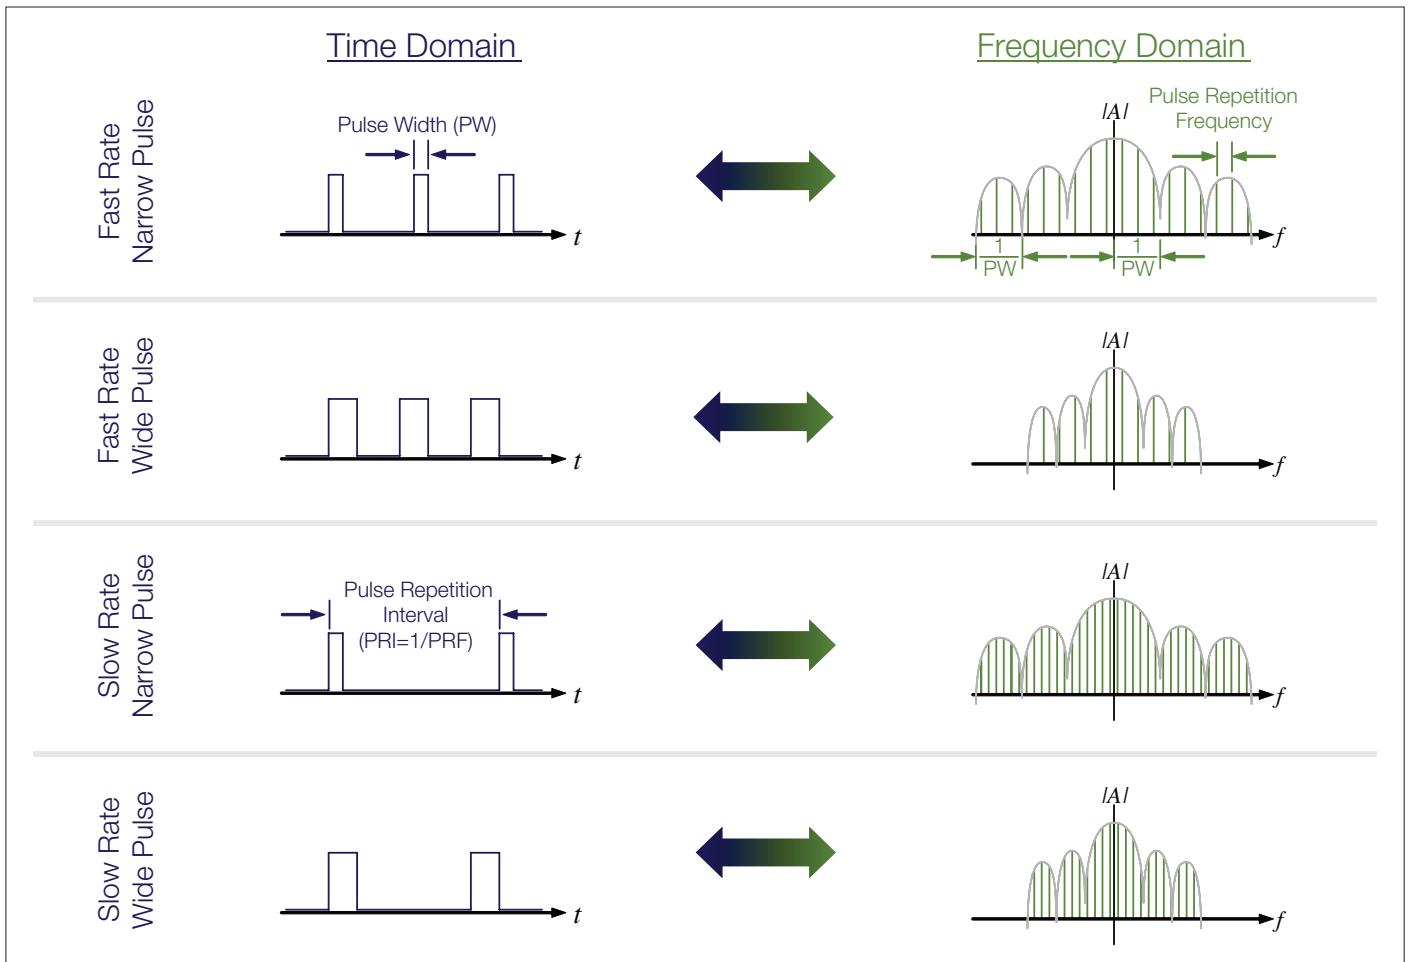 Time Domain
Frequency Domain
Fast Rate
Narrow Pulse
Pulse Width (PW)
t
|A|
Pulse Repetition
Frequency
f
1
PW
1
PW
Fast Rate
Wide Pulse
t
|A|
f
Slow Rate
Narrow Pulse
Pulse Repetition
Interval
(PRI=1/PRF)
t
|A|
f
Slow Rate
Wide Pulse
t
|A|
f